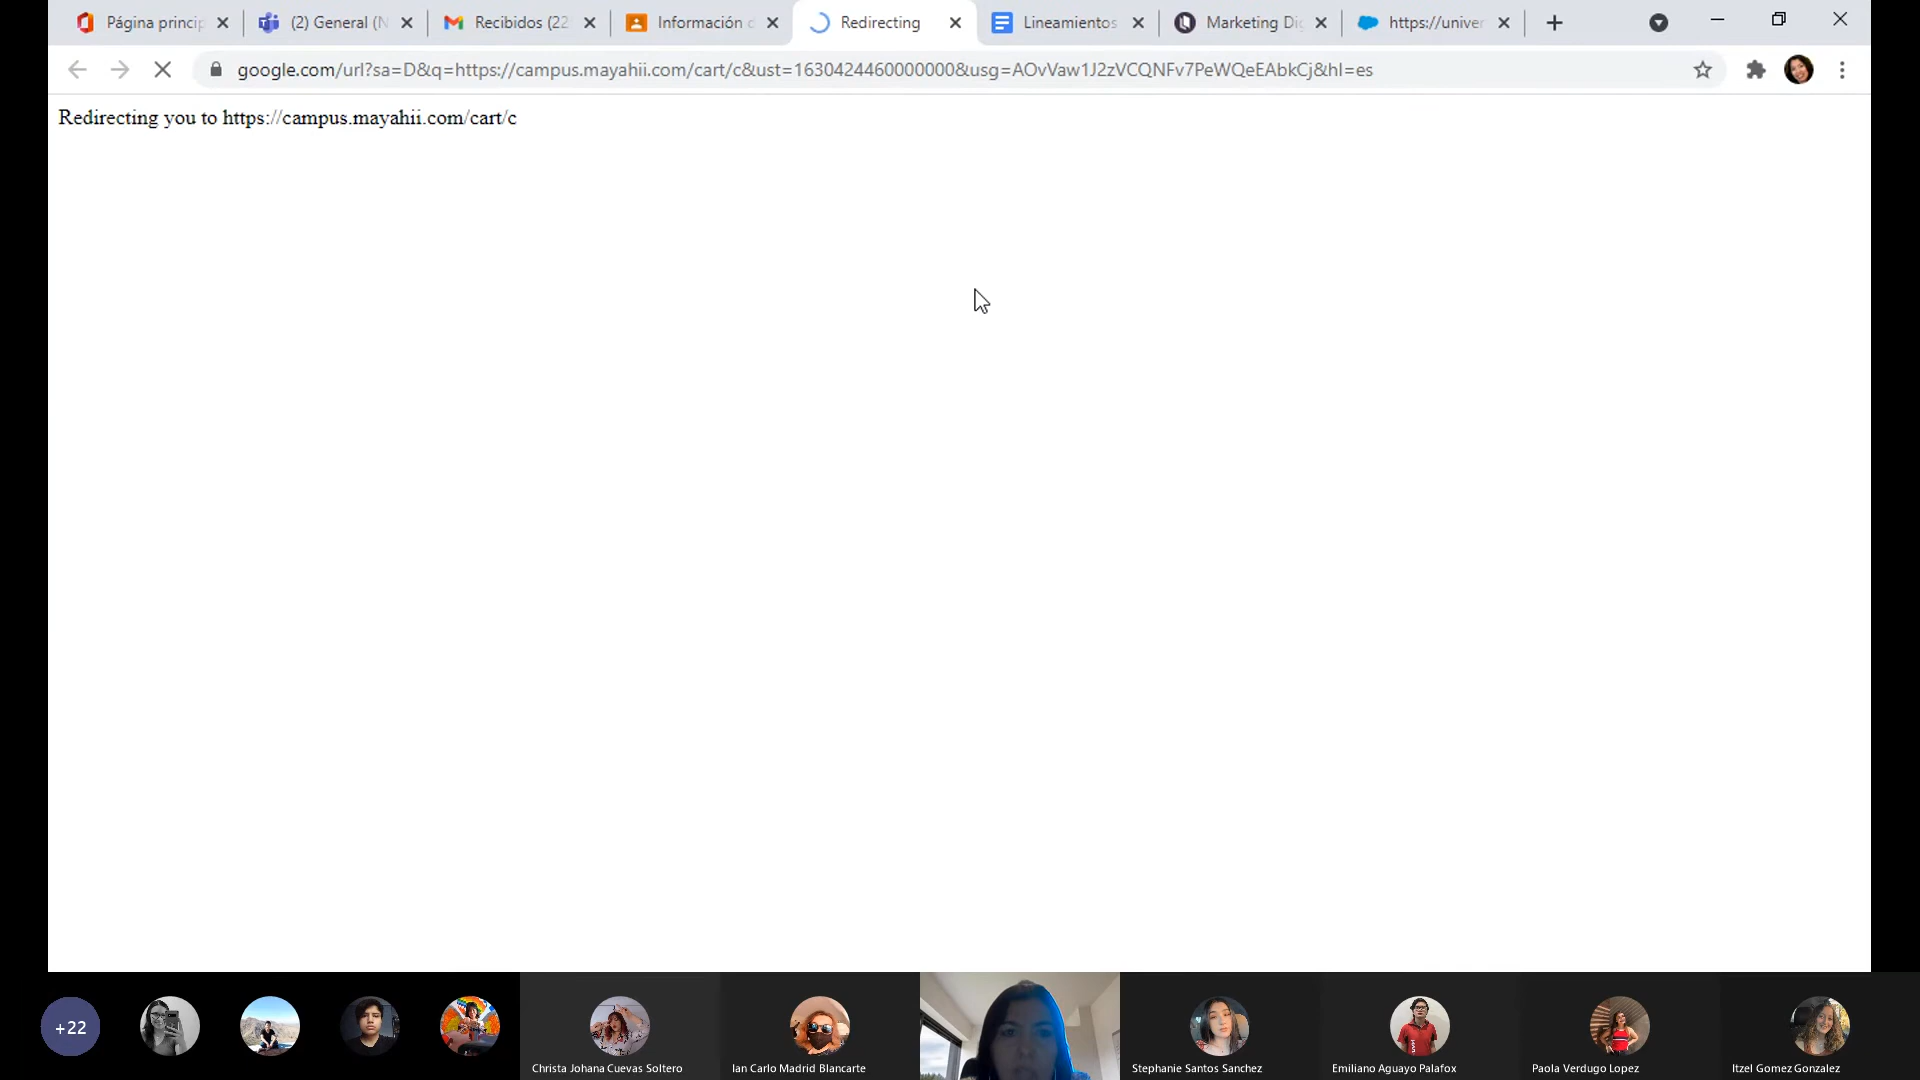 Página princip
(2) General (N
Recibidos (22
Información d
Redirecting
Lineamientos
Marketing Dig
https://univer
google.com/url?sa=D&q=https://campus.mayahii.com/cart/c&ust=1630424460000000&usg=AOvVaw1J2zVCQNFv7PeWQeEAbkCj&hl=es
Redirecting you to https://campus.mayahii.com/cart/c
+22
Christa Johana Cuevas Soltero
Ian Carlo Madrid Blancarte
Stephanie Santos Sanchez
Emiliano Aguayo Palafox
Paola Verdugo Lopez
Itzel Gomez Gonzalez